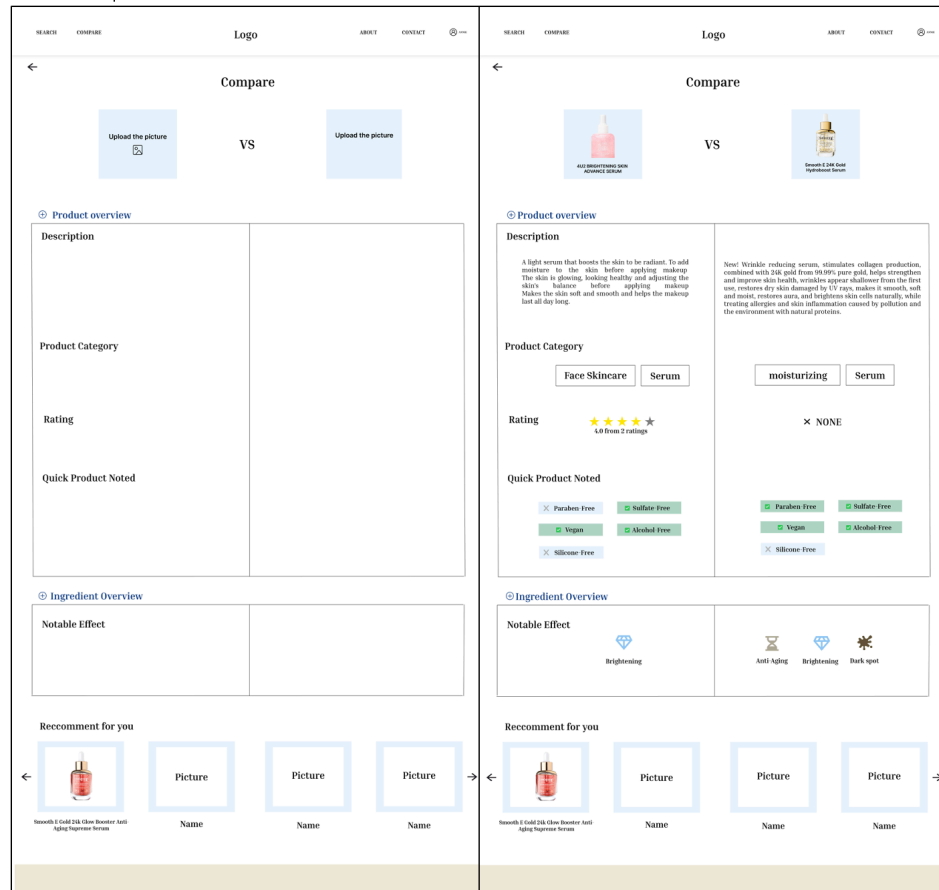 SEARCH COMPARE Logo ABOUT CONTACT
Compare
Upload the picture
VS
Upload the picture
Product overview
Description
Product Category
Rating
Quick Product Noted
Ingredient Overview
Notable Effect
Reccomment for you
Picture Picture Picture
Smooth E Gold 24k Glow Booster Anti-
Aging Supreme Serum
Name Name Name
SEARCH COMPARE Logo ABOUT CONTACT
Compare
4U2 BRIGHTENING SKIN
ADVANCE SERUM
VS
Smooth E 24K Gold
Hydroboost Serum
Product overview
Description
A light serum that boosts the skin to be radiant. To add
moisture to the skin before applying makeup
The skin is glowing, looking healthy and adjusting the
skin's balance before applying makeup
Makes the skin soft and smooth and helps the makeup
last all day long.
New! Wrinkle reducing serum, stimulates collagen production,
combined with 24K gold from 99.99% pure gold, helps strengthen
and improve skin health, wrinkles appear shallower from the first
use, restores dry skin damaged by UV rays, makes it smooth, soft
and moist, restores aura, and brightens skin cells naturally, while
treating allergies and skin inflammation caused by pollution and
the environment with natural proteins.
Product Category
Face Skincare Serum
moisturizing Serum
Rating
4.0 from 2 ratings
NONE
Quick Product Noted
Paraben-Free Sulfate-Free
Vegan Alcohol-Free
Silicone-Free
Paraben-Free Sulfate-Free
Vegan Alcohol-Free
Silicone-Free
Ingredient Overview
Notable Effect
Brightening
Anti-Aging Brightening Dark spot
Reccomment for you
Picture Picture Picture
Smooth E Gold 24k Glow Booster Anti-
Aging Supreme Serum
Name Name Name